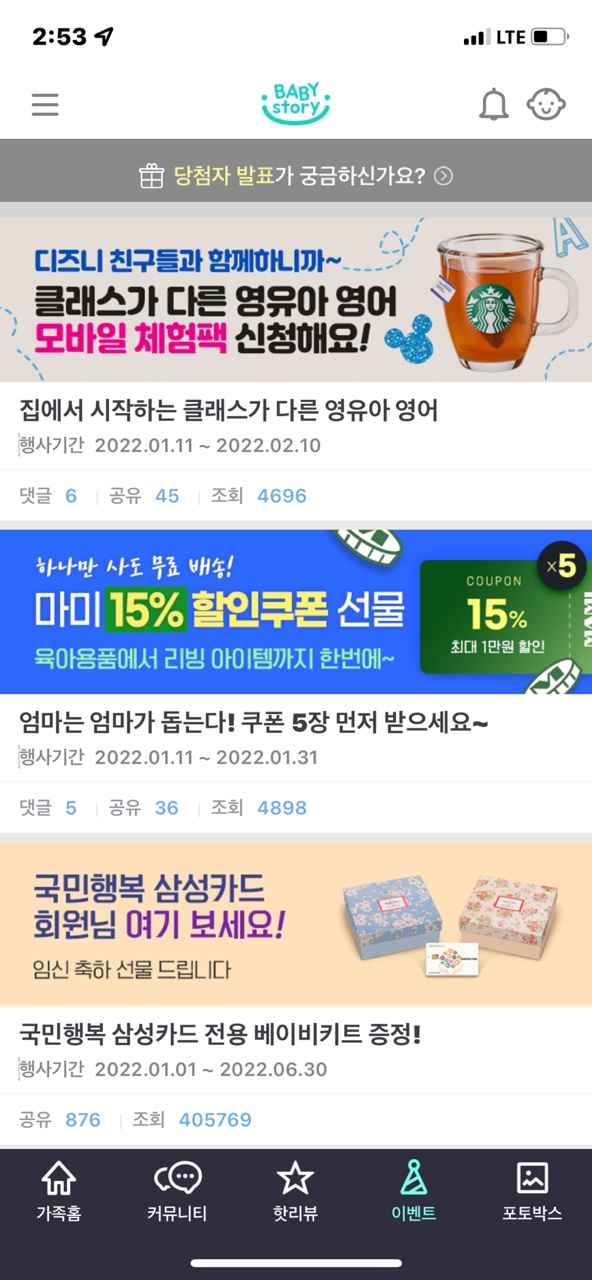 2:53
LTE
BABY
story
당첨자 발표가 궁금하신가요?
디즈니 친구들과 함께하니까~
클래스가 다른 영유아 영어
모바일 체험팩 신청해요!
집에서 시작하는 클래스가 다른 영유아 영어
행사기간 2022.01.11 ~ 2022.02.10
댓글 6 공유 45 조회 4696
하나만 사도 무료 배송!
마미 15% 할인쿠폰 선물
육아용품에서 리빙 아이템까지 한번에~
×5
COUPON
15%
최대 1만원 할인
엄마는 엄마가 돕는다! 쿠폰 5장 먼저 받으세요~
행사기간 2022.01.11 ~ 2022.01.31
댓글 5 공유 36 조회 4898
국민행복 삼성카드
회원님 여기 보세요!
임신 축하 선물 드립니다
국민행복 삼성카드 전용 베이비키트 증정!
행사기간 2022.01.01 ~ 2022.06.30
공유 876 조회 405769
가족홈 커뮤니티 핫리뷰 이벤트 포토박스